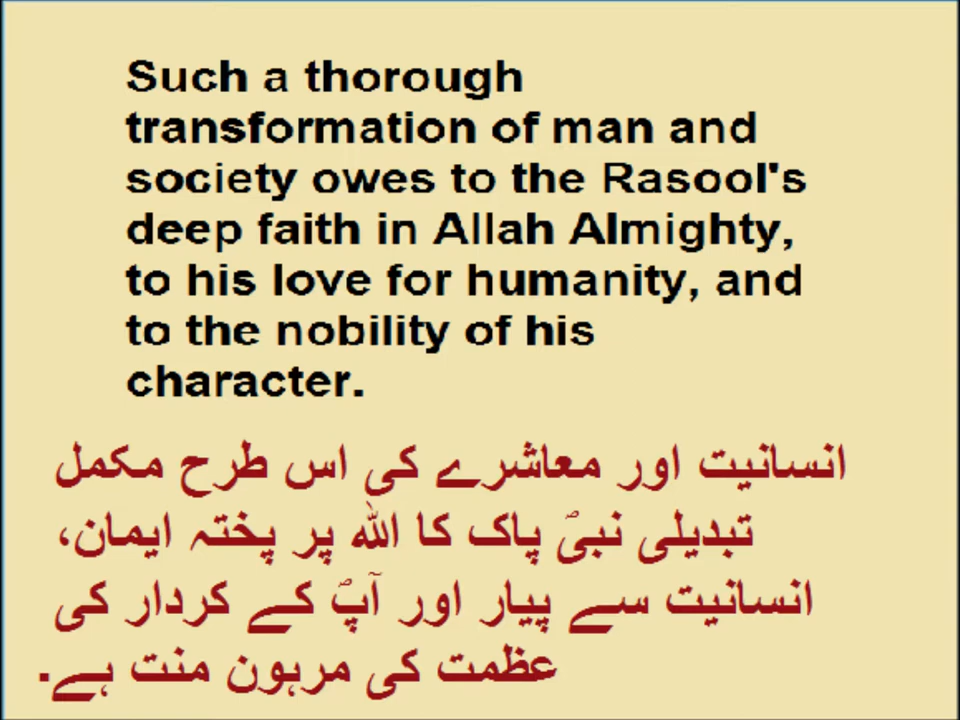 Such a thorough
transformation of man and
society owes to the Rasool's
deep faith in Allah Almighty,
to his love for humanity, and
to the nobility of his
character.
انسانیت اور معاشرے کی اس طرح مکمل
تبدیلی نبیؐ پاک کا اللہ پر پختہ ایمان،
انسانیت سے پیار اور آپؐ کے کردار کی
عظمت کی مرہون منت ہے۔